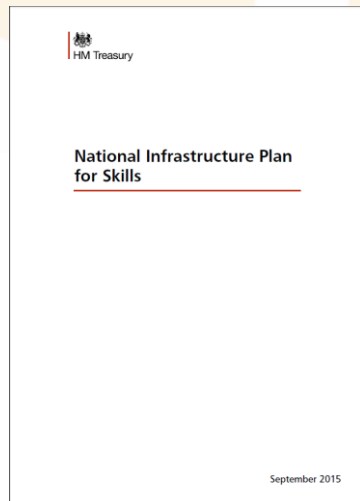 HM Treasury
National Infrastructure Plan
for Skills
September 2015